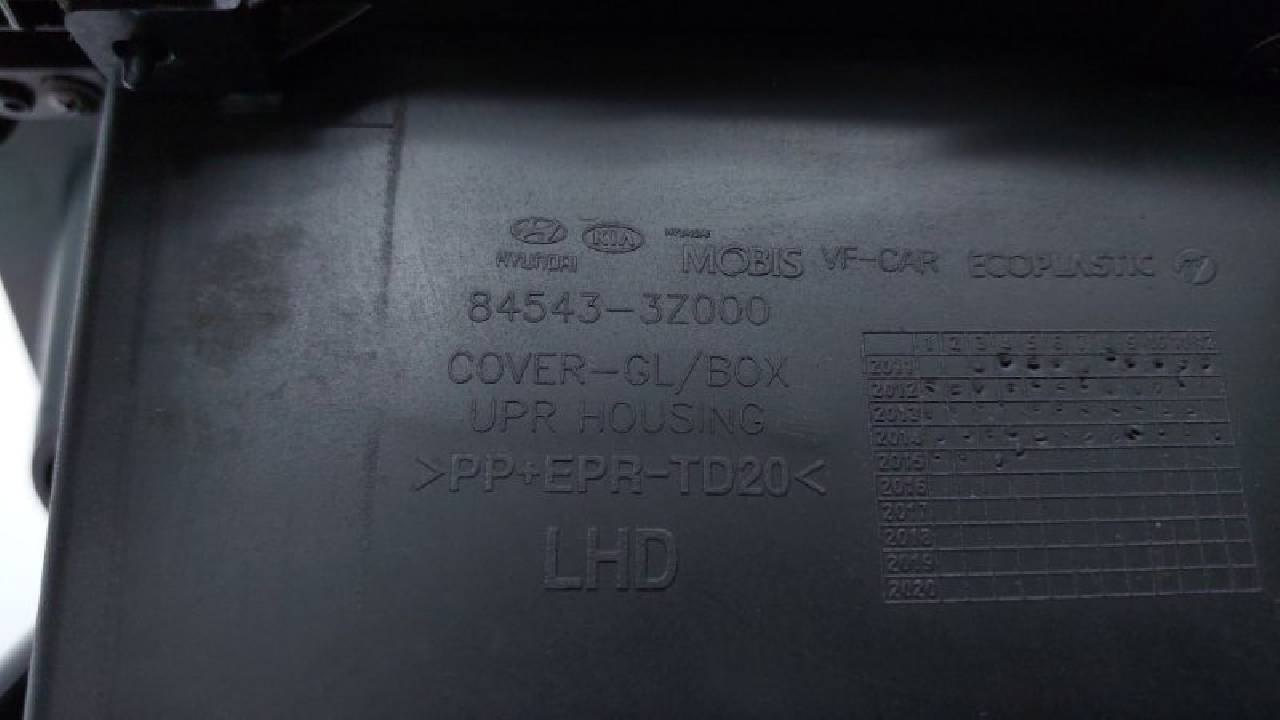 HYUNDAI KIA HYUNDAI MOBIS VF-CAR ECOPLASTIC
84543-3Z000
COVER-GL/BOX
UPR HOUSING
>PP+EPR-TD20<
LHD
1 2 3 4 5 6 7 8 9 10 11 12
2011
2012
2013
2014
2015
2016
2017
2018
2019
2020